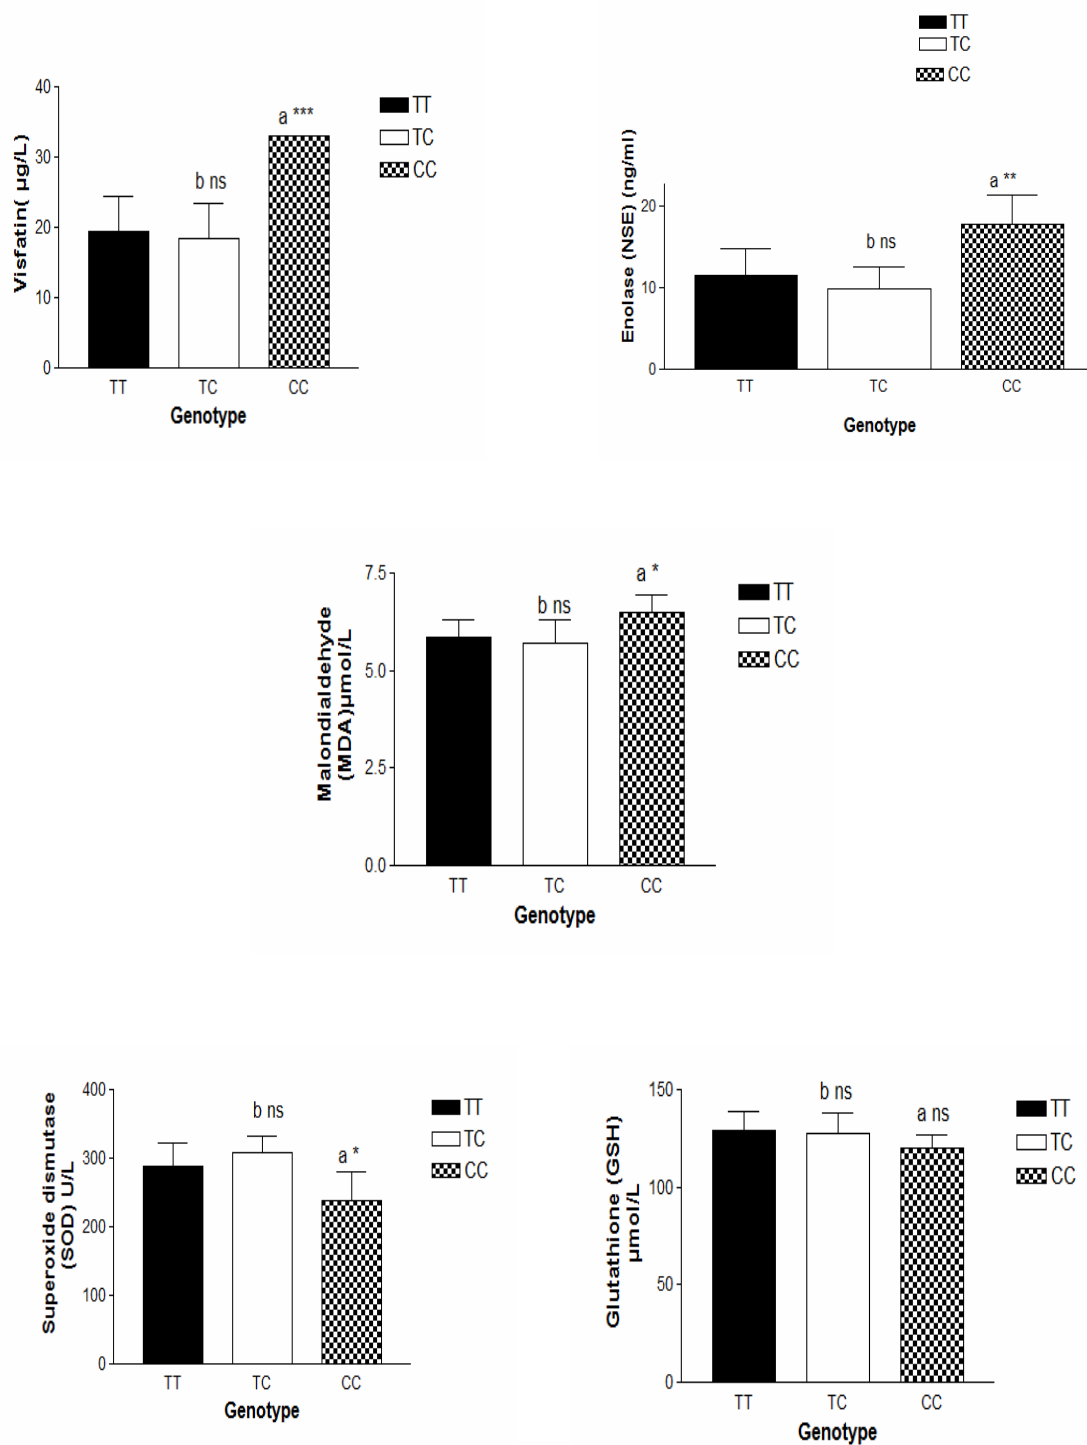 TT
TC
CC
40
30
20
10
0
Visfatin( µg/L)
b ns
a ***
TT TC CC
Genotype
TT
TC
CC
20
10
0
Enolase (NSE) (ng/ml)
b ns
a **
TT TC CC
Genotype
7.5
5.0
2.5
0.0
Malondialdehyde
(MDA)µmol/L
b ns
a *
TT
TC
CC
TT TC CC
Genotype
400
300
200
100
0
Superoxide dismutase
(SOD) U/L
b ns
a *
TT
TC
CC
TT TC CC
Genotype
150
100
50
0
Glutathione (GSH)
µmol/L
b ns
a ns
TT
TC
CC
TT TC CC
Genotype